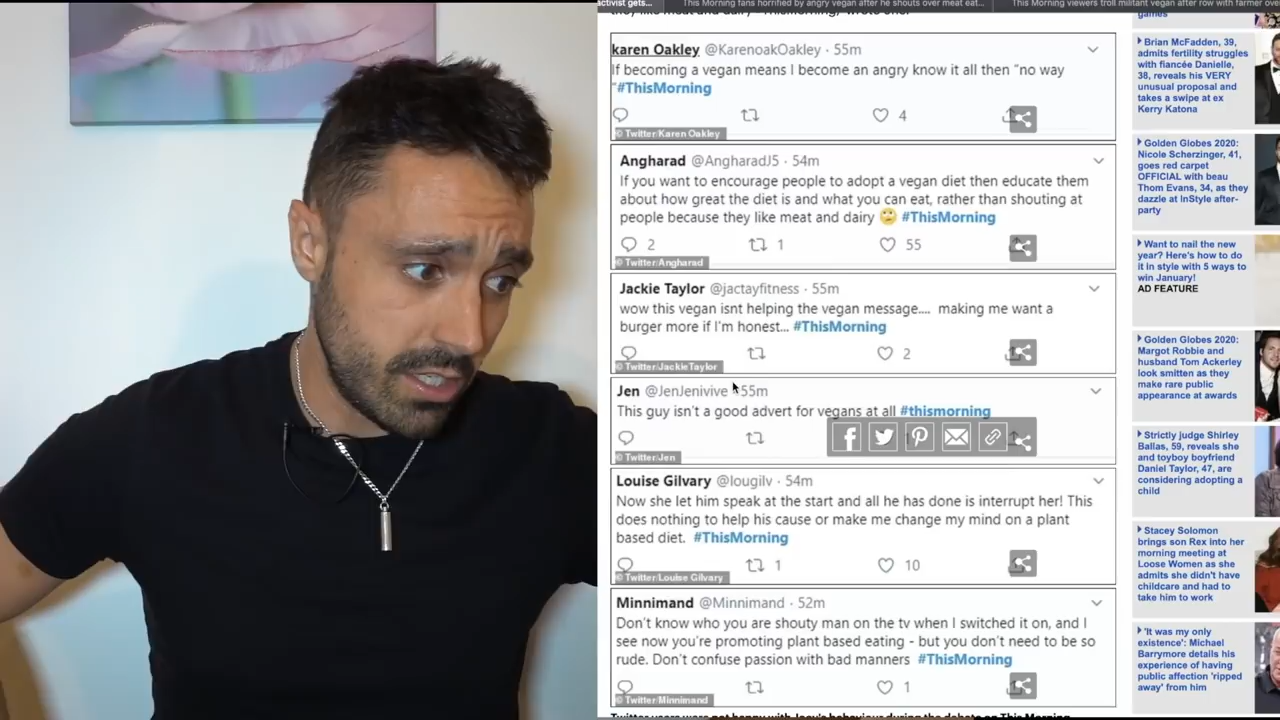 activist gets...
This Morning fans horrified by angry vegan after he shouts over meat eat...
This Morning viewers troll militant vegan after row with farmer over
karen Oakley @KarenoakOakley · 55m
If becoming a vegan means I become an angry know it all then "no way
"#ThisMorning
4
© Twitter/Karen Oakley
Angharad @AngharadJ5 · 54m
If you want to encourage people to adopt a vegan diet then educate them
about how great the diet is and what you can eat, rather than shouting at
people because they like meat and dairy 🙄 #ThisMorning
2 1 55
© Twitter/Angharad
Jackie Taylor @jactayfitness · 55m
wow this vegan isnt helping the vegan message.... making me want a
burger more if I'm honest... #ThisMorning
2
© Twitter/JackieTaylor
Jen @JenJenivive · 55m
This guy isn't a good advert for vegans at all #thismorning
© Twitter/Jen
Louise Gilvary @lougilv · 54m
Now she let him speak at the start and all he has done is interrupt her! This
does nothing to help his cause or make me change my mind on a plant
based diet. #ThisMorning
1 10
© Twitter/Louise Gilvary
Minnimand @Minnimand · 52m
Don't know who you are shouty man on the tv when I switched it on, and I
see now you're promoting plant based eating - but you don't need to be so
rude. Don't confuse passion with bad manners #ThisMorning
1
© Twitter/Minnimand
games
Brian McFadden, 39,
admits fertility struggles
with fiancée Danielle,
38, reveals his VERY
unusual proposal and
takes a swipe at ex
Kerry Katona
Golden Globes 2020:
Nicole Scherzinger, 41,
goes red carpet
OFFICIAL with beau
Thom Evans, 34, as they
dazzle at InStyle after-
party
Want to nail the new
year? Here's how to do
it in style with 5 ways to
win January!
AD FEATURE
Golden Globes 2020:
Margot Robbie and
husband Tom Ackerley
look smitten as they
make rare public
appearance at awards
Strictly judge Shirley
Ballas, 59, reveals she
and toyboy boyfriend
Daniel Taylor, 47, are
considering adopting a
child
Stacey Solomon
brings son Rex into her
morning meeting at
Loose Women as she
admits she didn't have
childcare and had to
take him to work
'It was my only
existence': Michael
Barrymore details his
experience of having
public affection 'ripped
away' from him